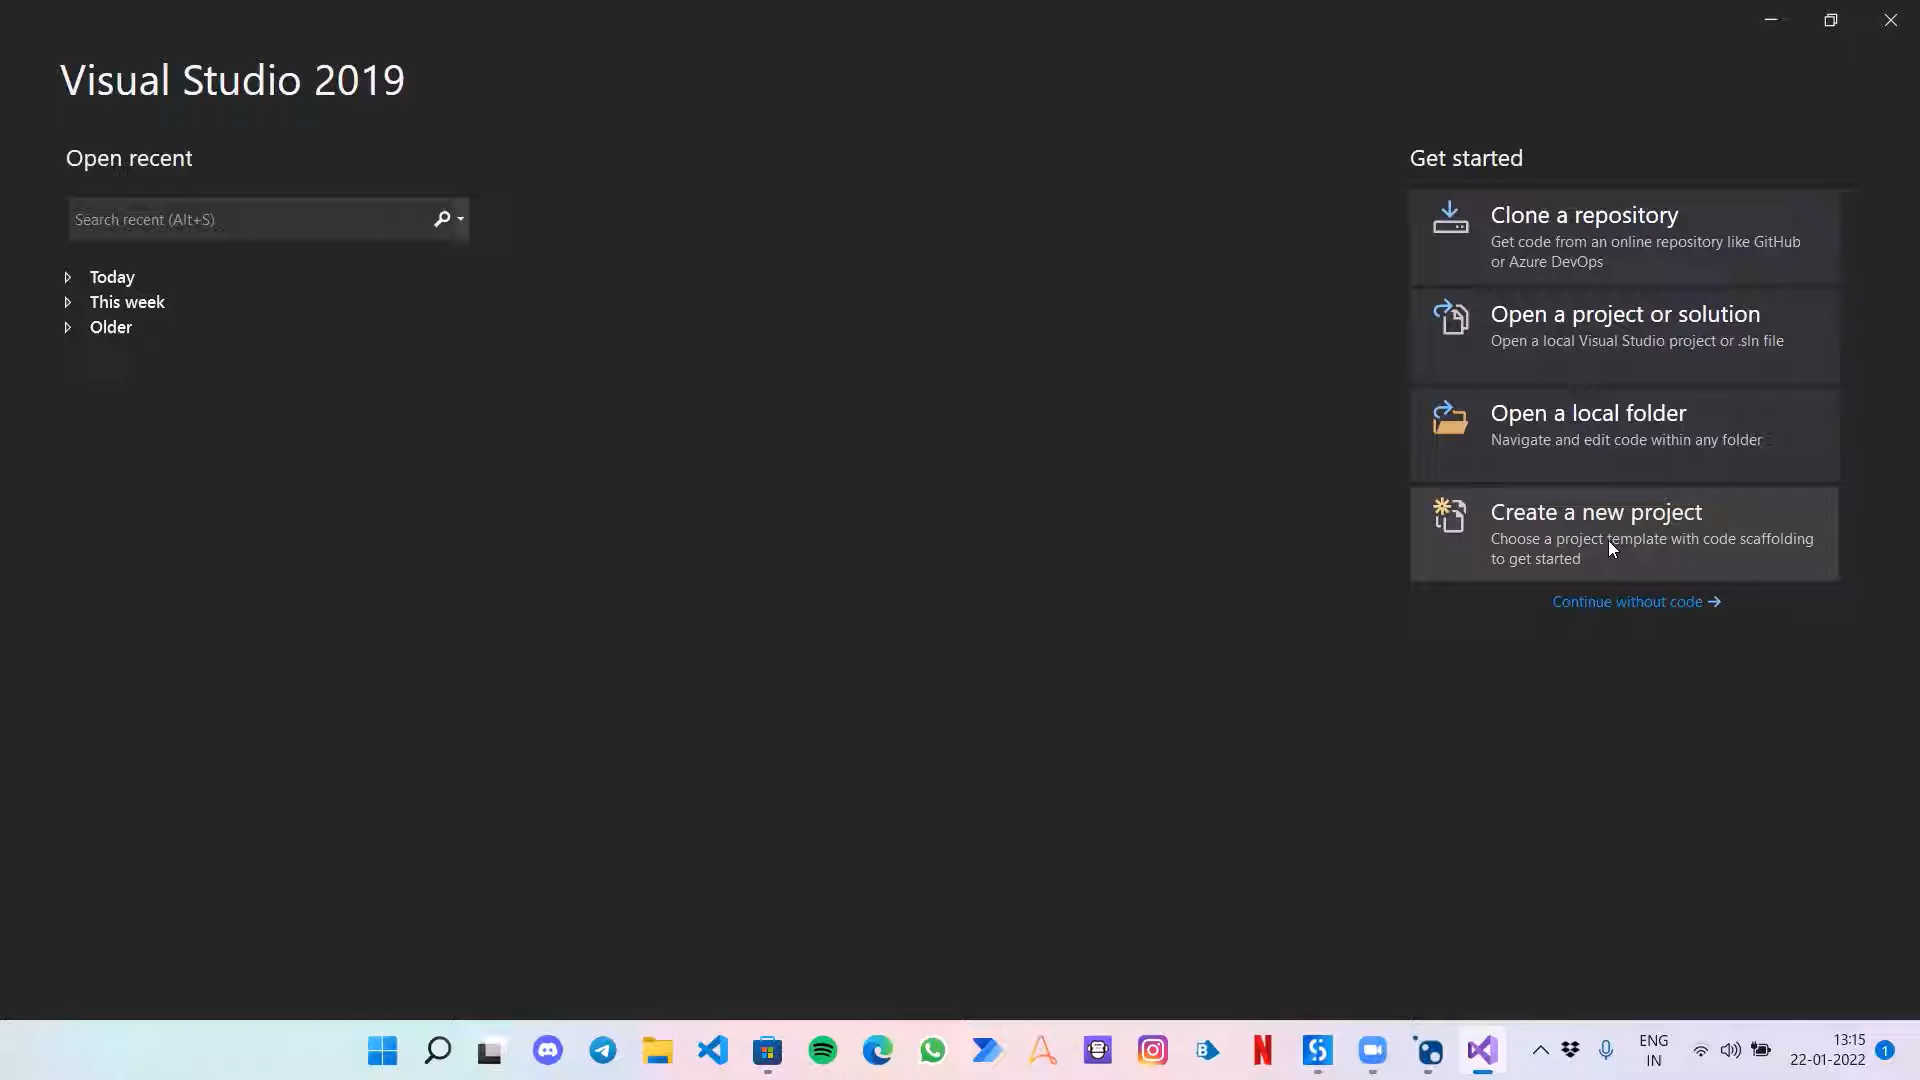 Visual Studio 2019
Open recent
Search recent (Alt+S)
Today
This week
Older
Get started
Clone a repository
Get code from an online repository like GitHub
or Azure DevOps
Open a project or solution
Open a local Visual Studio project or .sln file
Open a local folder
Navigate and edit code within any folder
Create a new project
Choose a project template with code scaffolding
to get started
Continue without code →
ENG
IN
13:15
22-01-2022
1